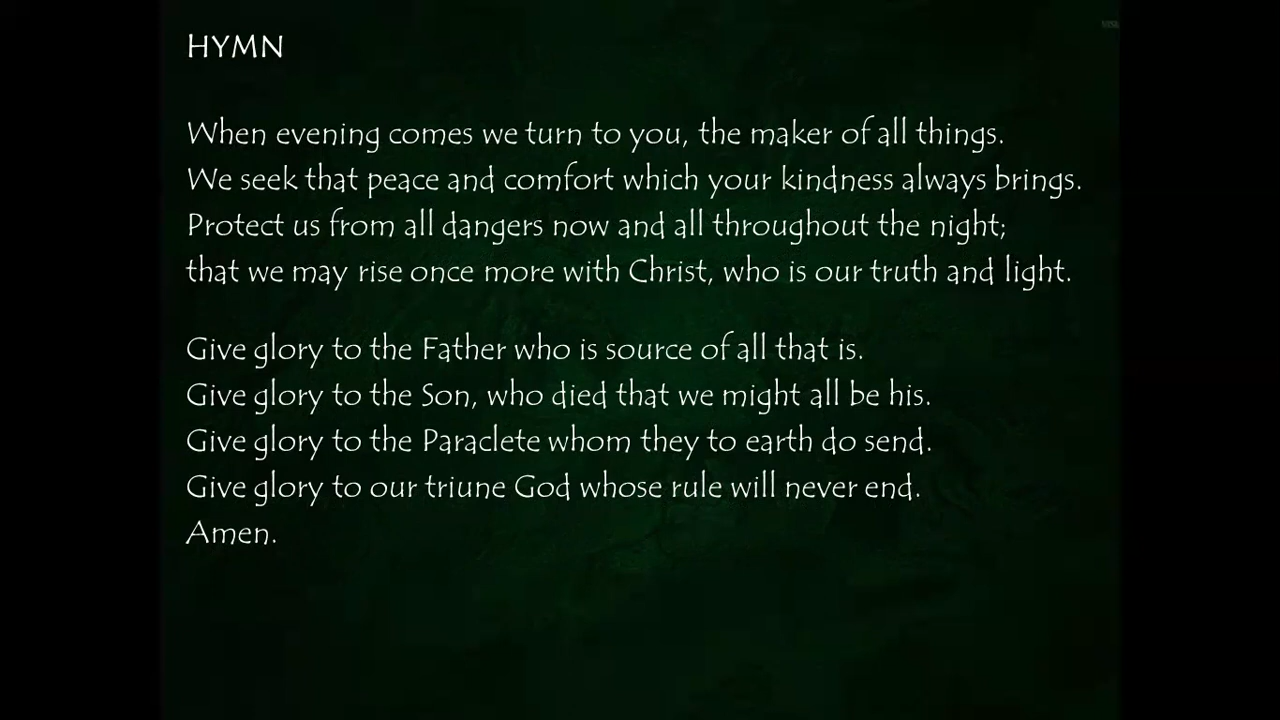 HYMN
When evening comes we turn to you, the maker of all things.
We seek that peace and comfort which your kindness always brings.
Protect us from all dangers now and all throughout the night;
that we may rise once more with Christ, who is our truth and light.
Give glory to the Father who is source of all that is.
Give glory to the Son, who died that we might all be his.
Give glory to the Paraclete whom they to earth do send.
Give glory to our triune God whose rule will never end.
Amen.